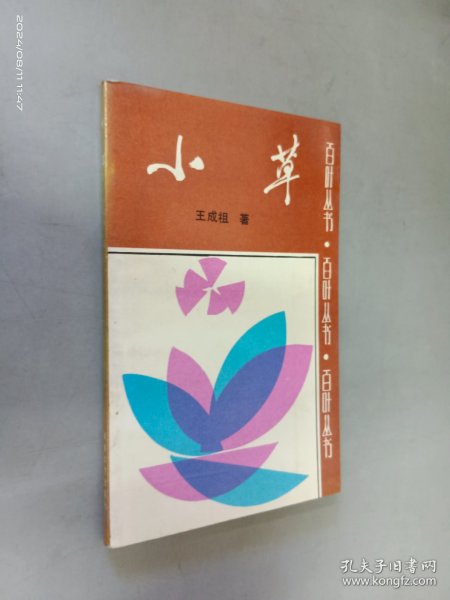 2024/08/11 11:47
小草
王成祖 著
百叶丛书·百叶丛书·百叶丛书
孔夫子旧书网
www.kongfz.com